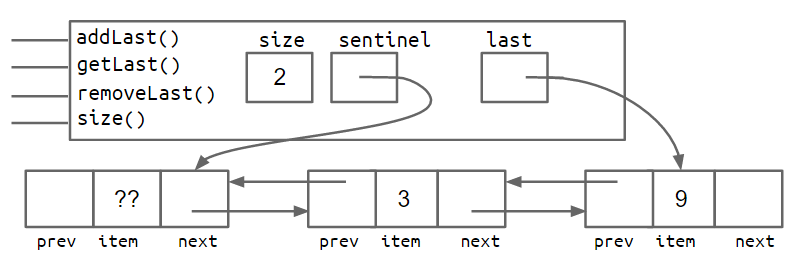 addLast()
size sentinel last
getLast()
2
removeLast()
size()
?? 3 9
prev item next prev item next prev item next